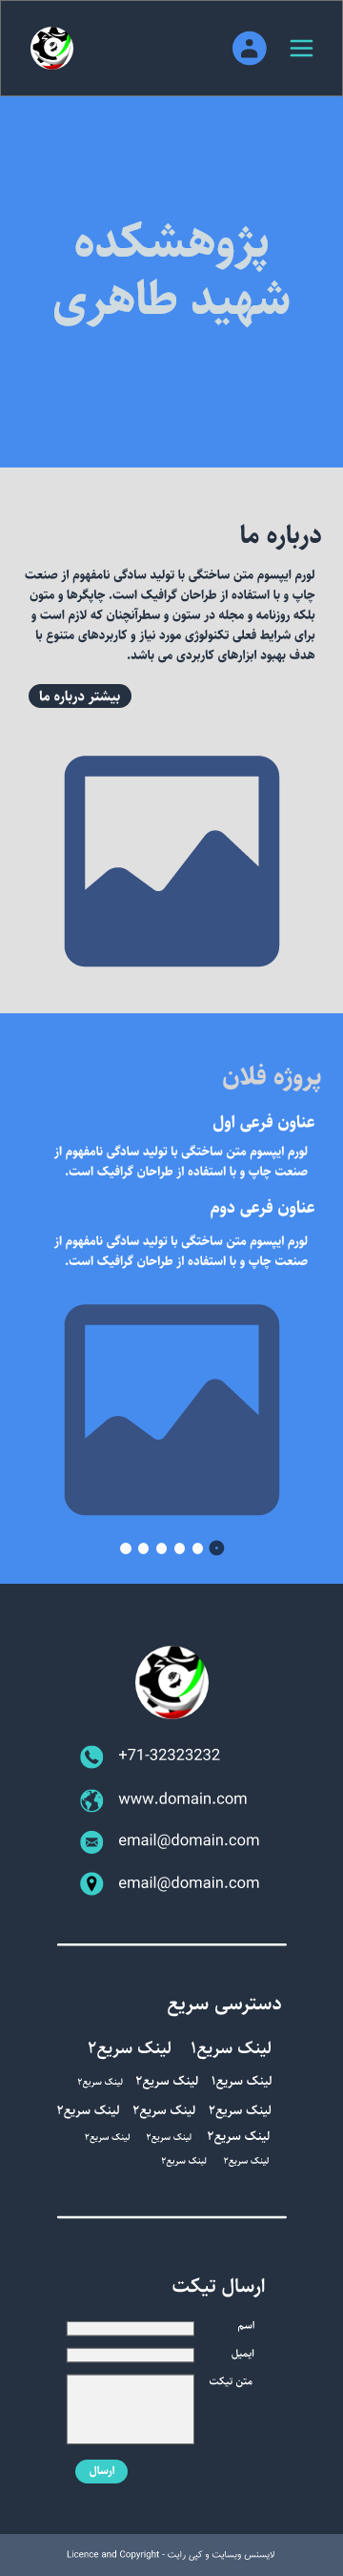 پژوهشکده
شهید طاهری
درباره ما
لورم ایپسوم متن ساختگی با تولید سادگی نامفهوم از صنعت
چاپ و با استفاده از طراحان گرافیک است. چاپگرها و متون
بلکه روزنامه و مجله در ستون و سطرآنچنان که لازم است و
برای شرایط فعلی تکنولوژی مورد نیاز و کاربردهای متنوع با
هدف بهبود ابزارهای کاربردی می باشد.
بیشتر درباره ما
پروژه فلان
عناون فرعی اول
لورم ایپسوم متن ساختگی با تولید سادگی نامفهوم از
صنعت چاپ و با استفاده از طراحان گرافیک است.
عناون فرعی دوم
لورم ایپسوم متن ساختگی با تولید سادگی نامفهوم از
صنعت چاپ و با استفاده از طراحان گرافیک است.
+71-32323232
www.domain.com
email@domain.com
email@domain.com
دسترسی سریع
لینک سریع۱ لینک سریع۲
لینک سریع۱ لینک سریع۲ لینک سریع۲
لینک سریع۲ لینک سریع۲ لینک سریع۲
لینک سریع۲ لینک سریع۲ لینک سریع۲
لینک سریع۲ لینک سریع۲
ارسال تیکت
اسم
ایمیل
متن تیکت
ارسال
لایسنس وبسایت و کپی رایت - Licence and Copyright